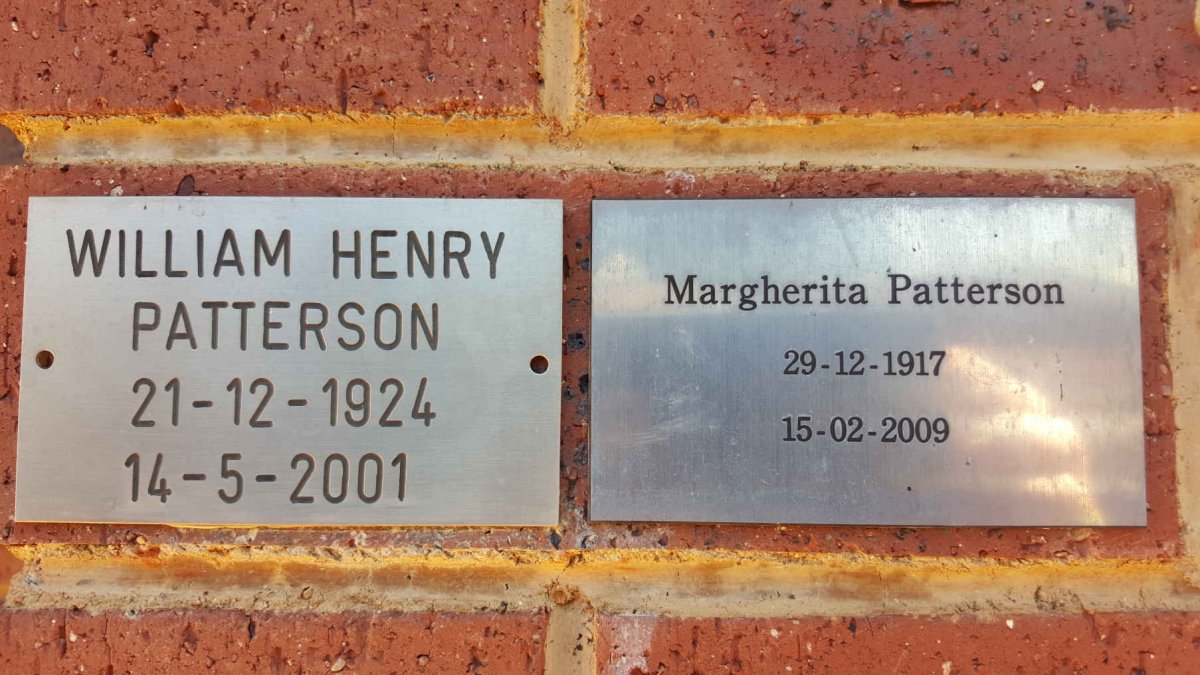 WILLIAM HENRY
PATTERSON
21-12-1924
14-5-2001
Margherita Patterson
29-12-1917
15-02-2009